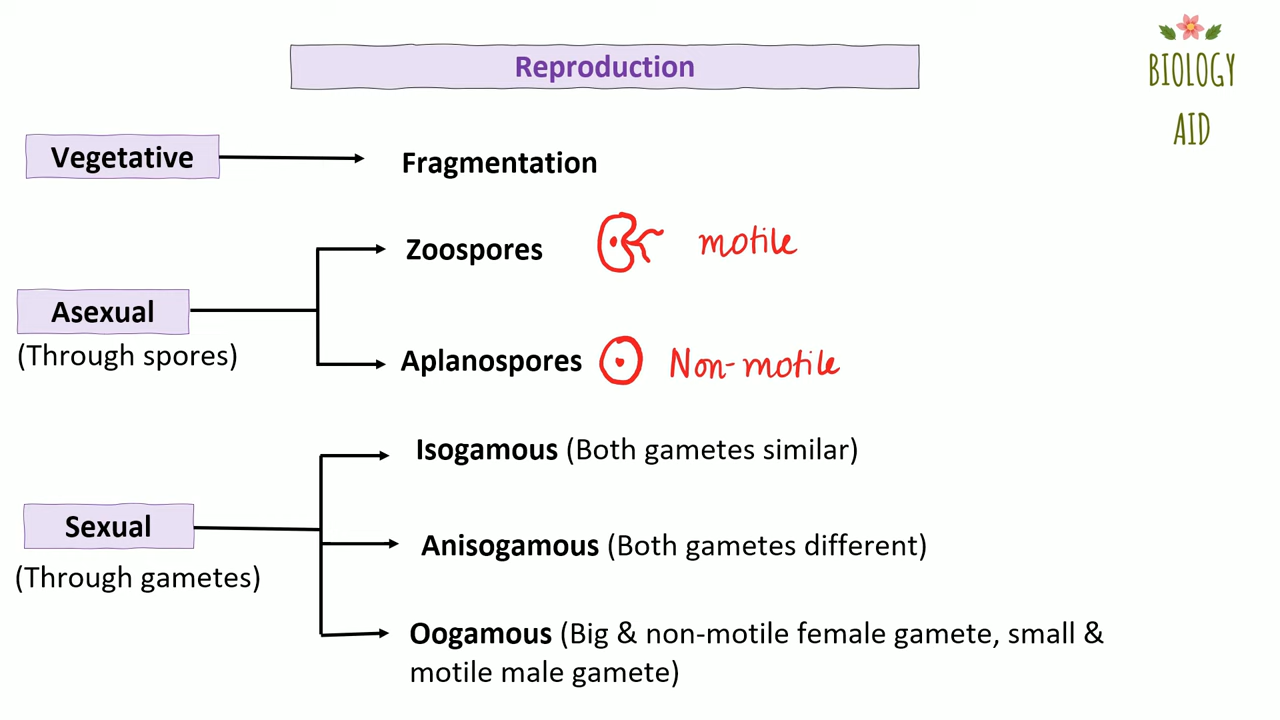 Reproduction
BIOLOGY
AID
Vegetative
Fragmentation
Zoospores motile
Asexual
(Through spores)
Aplanospores Non-motile
Isogamous (Both gametes similar)
Sexual
(Through gametes)
Anisogamous (Both gametes different)
Oogamous (Big & non-motile female gamete, small &
motile male gamete)